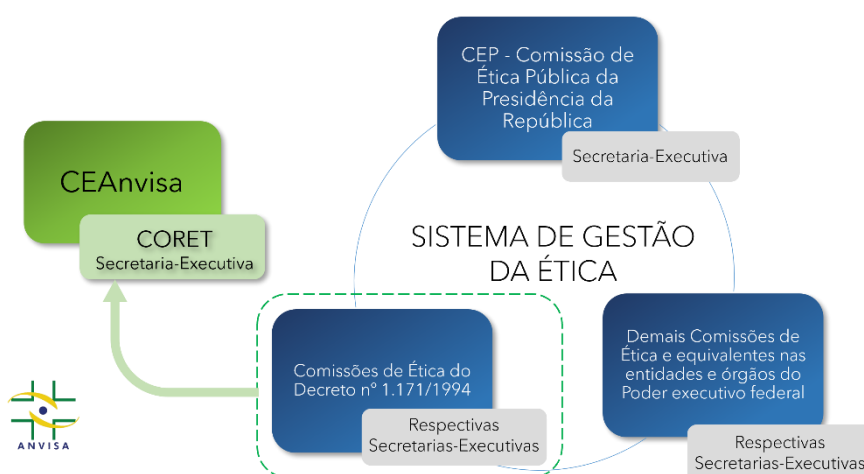 CEP - Comissão de
Ética Pública da
Presidência da
República
Secretaria-Executiva
CEAnvisa
CORET
Secretaria-Executiva
SISTEMA DE GESTÃO
DA ÉTICA
Comissões de Ética do
Decreto nº 1.171/1994
Respectivas
Secretarias-Executivas
Demais Comissões de
Ética e equivalentes nas
entidades e órgãos do
Poder executivo federal
Respectivas
Secretarias-Executivas
ANVISA